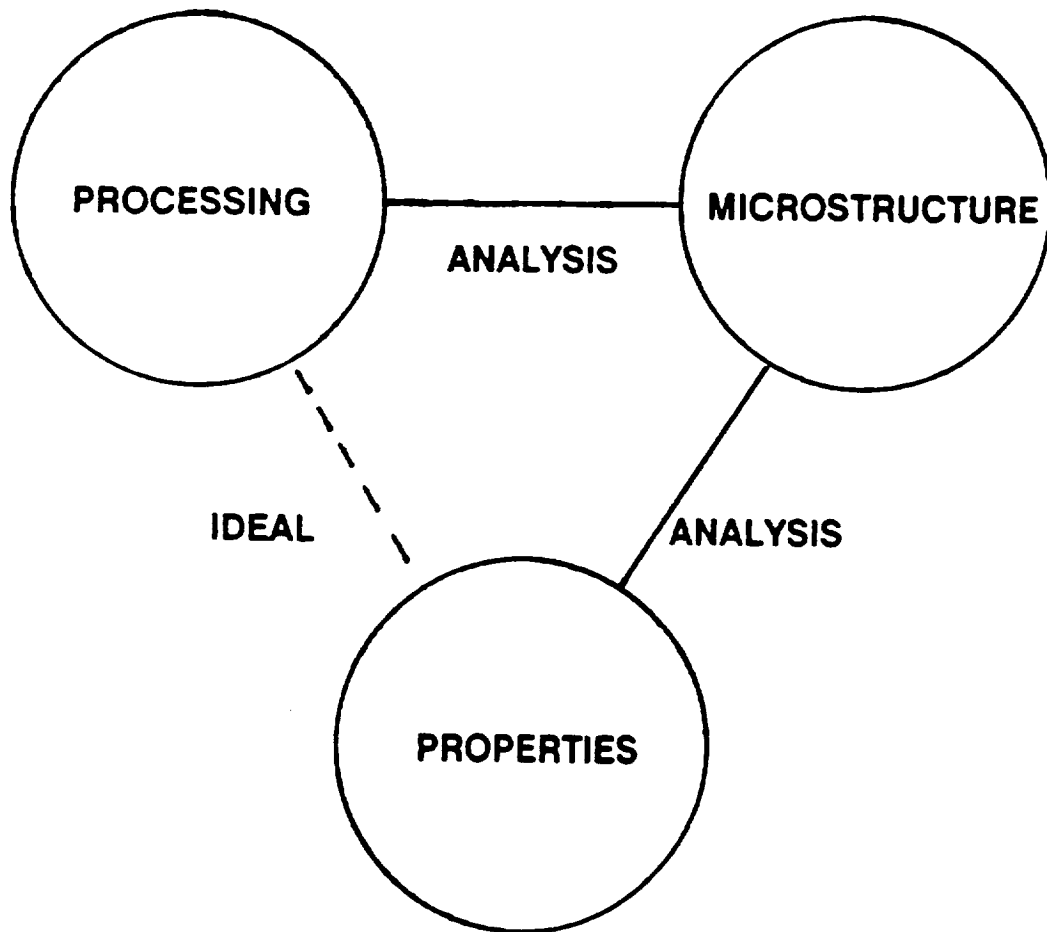 PROCESSING
MICROSTRUCTURE
ANALYSIS
IDEAL
ANALYSIS
PROPERTIES